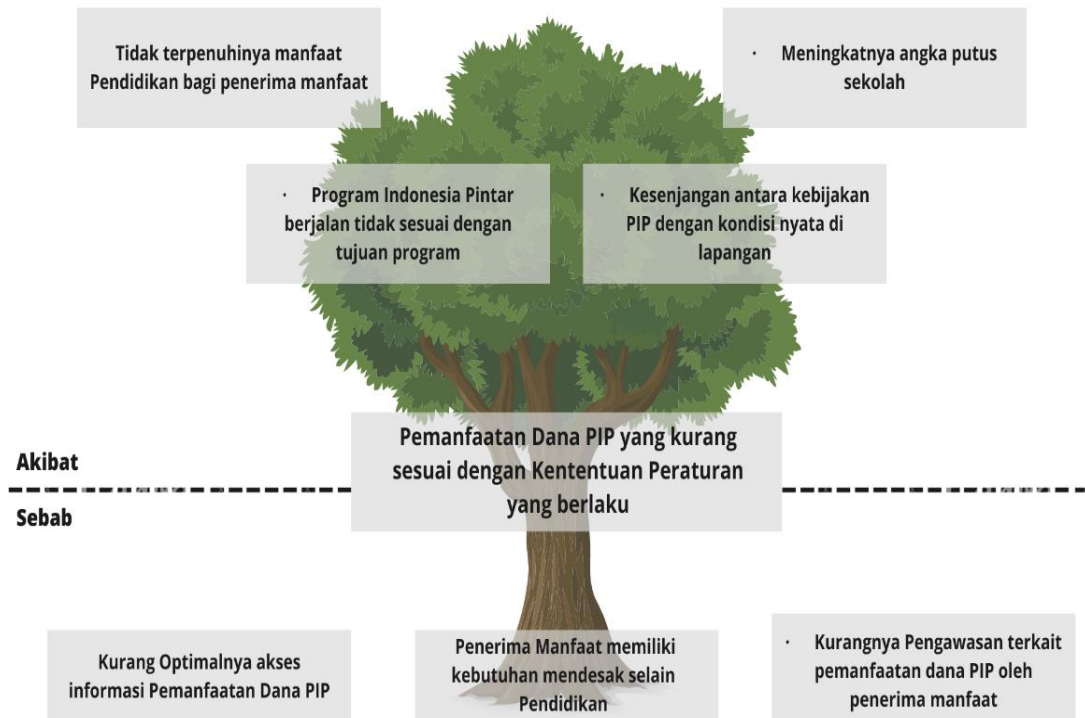 Tidak terpenuhinya manfaat
Pendidikan bagi penerima manfaat
· Meningkatnya angka putus
sekolah
· Program Indonesia Pintar
berjalan tidak sesuai dengan
tujuan program
· Kesenjangan antara kebijakan
PIP dengan kondisi nyata di
lapangan
Pemanfaatan Dana PIP yang kurang
sesuai dengan Kententuan Peraturan
yang berlaku
Akibat
Sebab
Kurang Optimalnya akses
informasi Pemanfaatan Dana PIP
Penerima Manfaat memiliki
kebutuhan mendesak selain
Pendidikan
· Kurangnya Pengawasan terkait
pemanfaatan dana PIP oleh
penerima manfaat